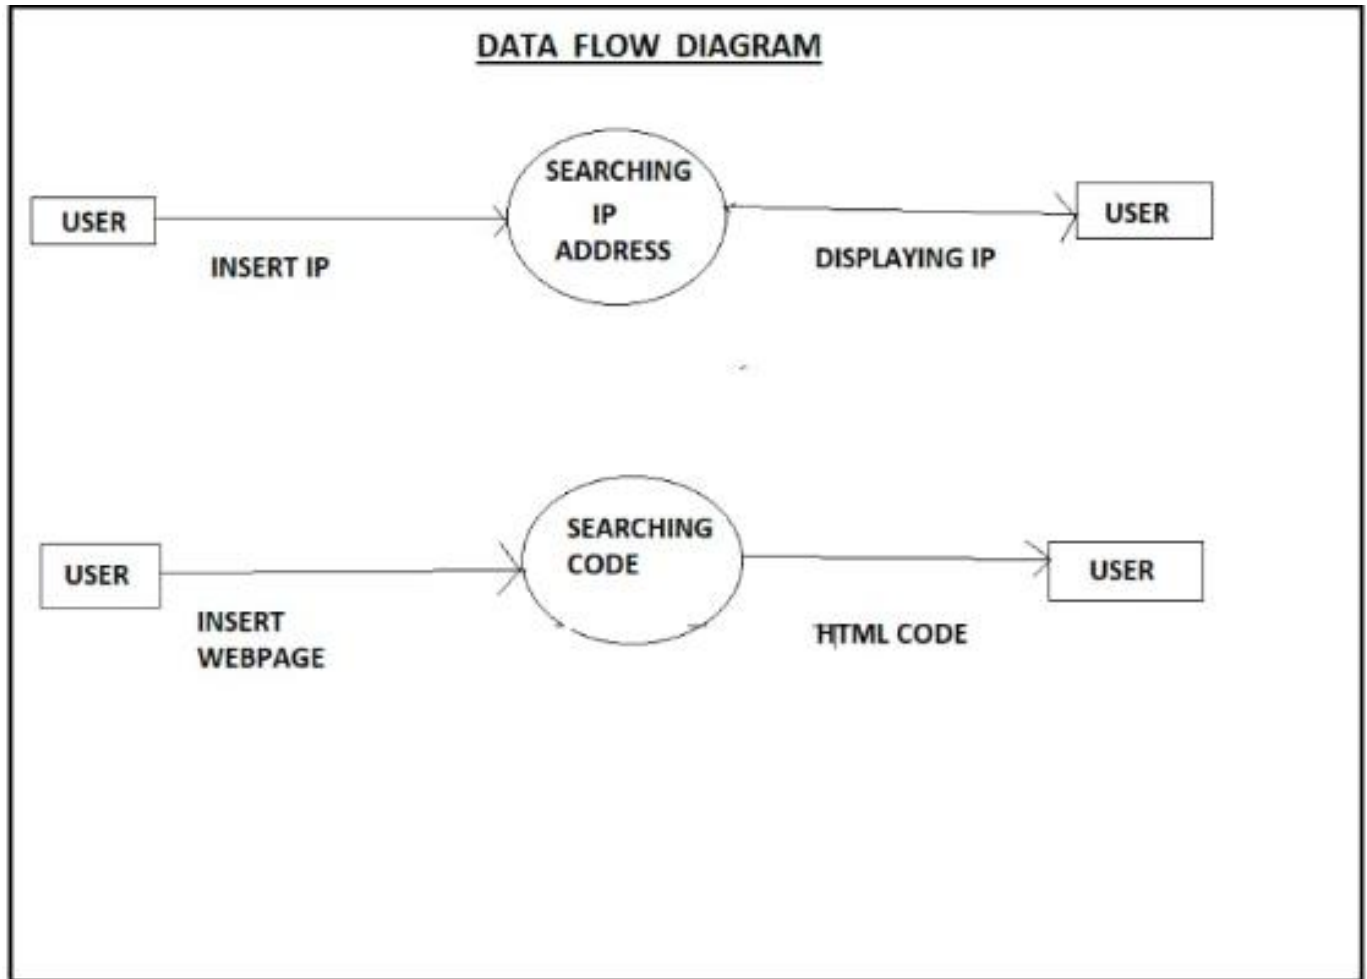 DATA FLOW DIAGRAM
SEARCHING
IP
ADDRESS
USER
INSERT IP
DISPLAYING IP
USER
SEARCHING
CODE
USER
INSERT
WEBPAGE
HTML CODE
USER